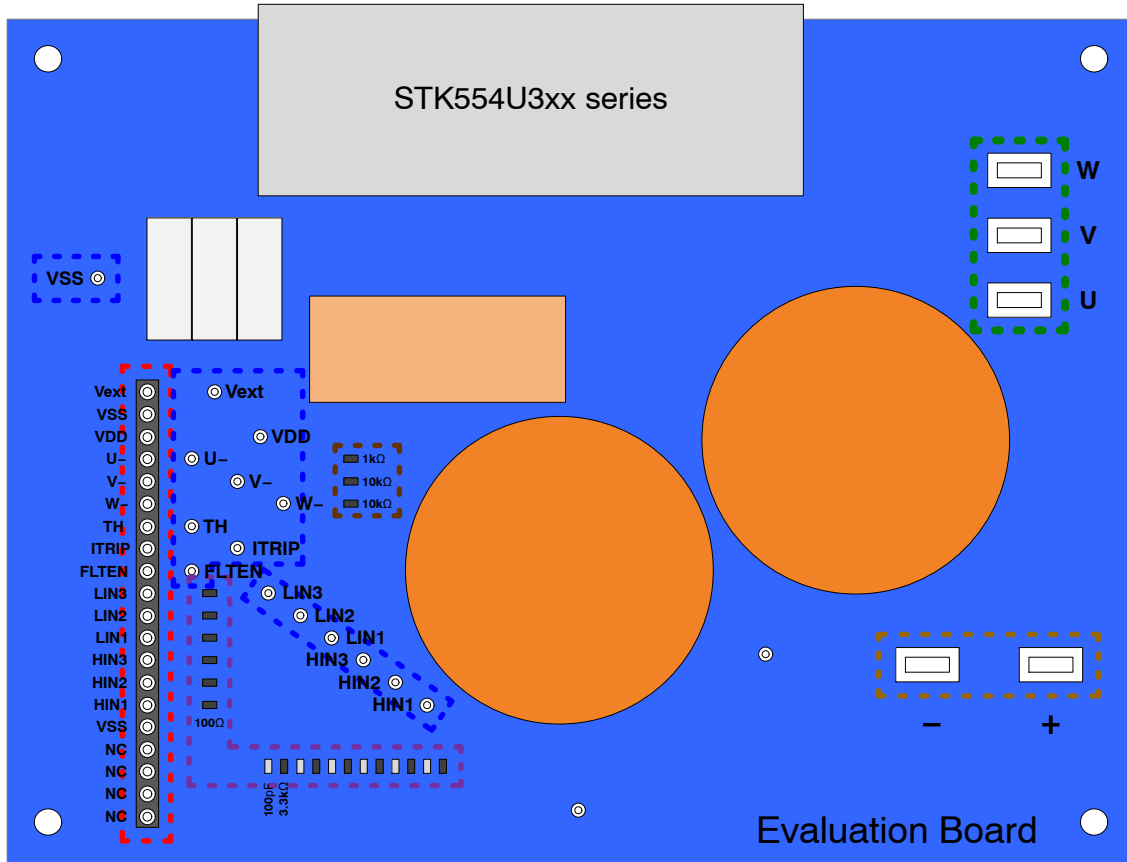 STK554U3xx series
W
V
U
VSS
Vext
VSS
VDD
U–
V–
W–
TH
ITRIP
FLTEN
LIN3
LIN2
LIN1
HIN3
HIN2
HIN1
VSS
NC
NC
NC
NC
Vext
VDD
U–
V–
W–
TH
ITRIP
FLTEN
1kΩ
10kΩ
10kΩ
LIN3
LIN2
LIN1
HIN3
HIN2
HIN1
100Ω
100pF
3.3kΩ
– +
Evaluation Board